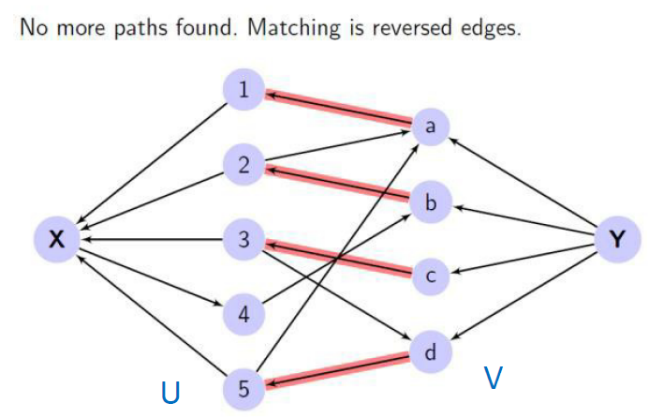 No more paths found. Matching is reversed edges.
1
a
2
b
X
3
Y
c
4
d
5
U
V